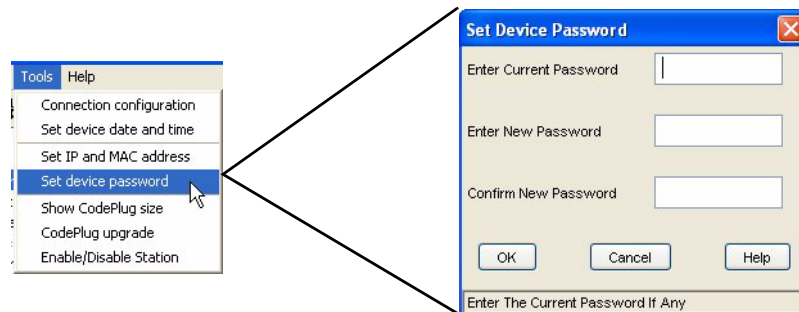 Tools Help
Connection configuration
Set device date and time
Set IP and MAC address
Set device password
Show CodePlug size
CodePlug upgrade
Enable/Disable Station
Set Device Password
Enter Current Password
Enter New Password
Confirm New Password
OK Cancel Help
Enter The Current Password If Any